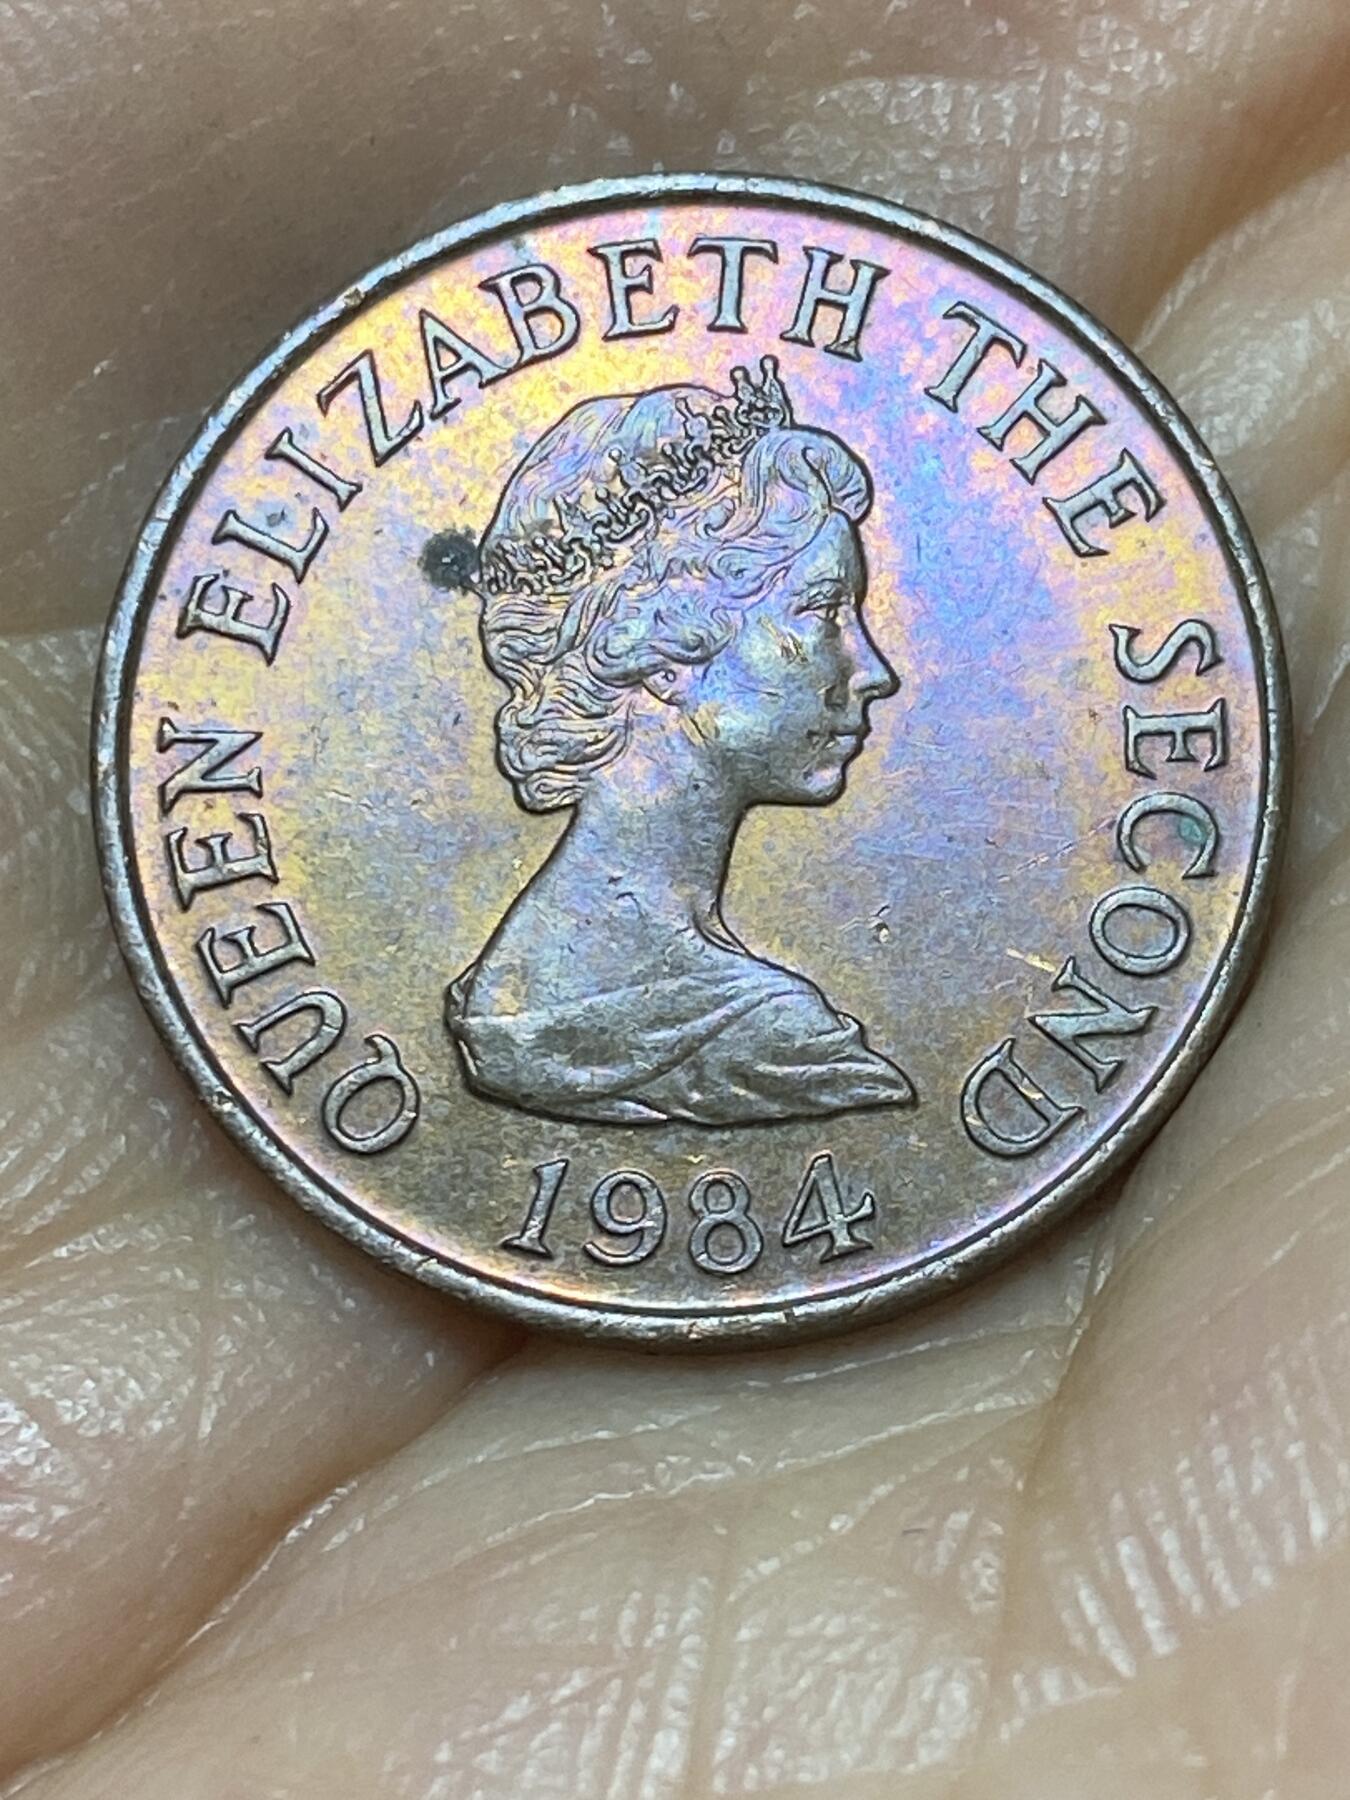 QUEEN ELIZABETH THE SECOND
1984